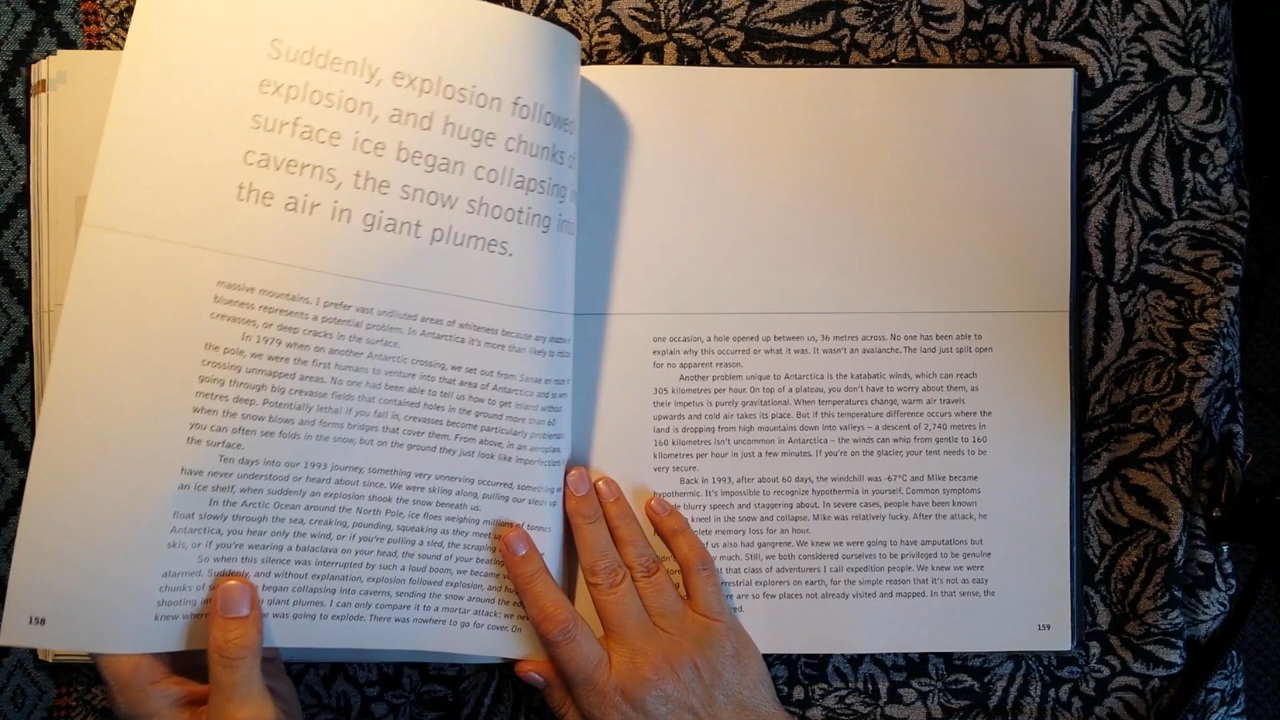 Suddenly, explosion followed
explosion, and huge chunks of
surface ice began collapsing
caverns, the snow shooting into
the air in giant plumes.
massive mountains. I prefer vast undiluted areas of whiteness because any
blueness represents a potential problem. In Antarctica it's more than likely to
crevasses, or deep cracks in the surface.
In 1979 when on another Antarctic crossing, we set out from Sanae en route
the pole, we were the first humans to venture into that area of Antarctica and so
crossing unmapped areas. No one had been able to tell us how to get inland without
going through big crevasse fields that contained holes in the ground more than 60
metres deep. Potentially lethal if you fall in, crevasses become particularly
when the snow blows and forms bridges that cover them. From above, in an aeroplane,
you can often see folds in the snow, but on the ground they just look like imperfections
the surface.
Ten days into our 1993 journey, something very unnerving occurred, something
have never understood or heard about since. We were skiing along, pulling our sleds
an ice shelf, when suddenly an explosion shook the snow beneath us.
In the Arctic Ocean around the North Pole, ice floes weighing millions of tonnes
float slowly through the sea, creaking, pounding, squeaking as they meet
Antarctica, you hear only the wind, or if you're pulling a sled, the scraping
skis, or if you're wearing a balaclava on your head, the sound of your beating
So when this silence was interrupted by such a loud boom, we became
alarmed. Suddenly, and without explanation, explosion followed explosion, and
chunks of began collapsing into caverns, sending the snow around the
shooting giant plumes. I can only compare it to a mortar attack: we
knew was going to explode. There was nowhere to go for cover. On
158
one occasion, a hole opened up between us, 36 metres across. No one has been able to
explain why this occurred or what it was. It wasn't an avalanche. The land just split open
for no apparent reason.
Another problem unique to Antarctica is the katabatic winds, which can reach
305 kilometres per hour. On top of a plateau, you don't have to worry about them, as
their impetus is purely gravitational. When temperatures change, warm air travels
upwards and cold air takes its place. But if this temperature difference occurs where the
land is dropping from high mountains down into valleys – a descent of 2,740 metres in
160 kilometres isn't uncommon in Antarctica – the winds can whip from gentle to 160
kilometres per hour in just a few minutes. If you're on the glacier, your tent needs to be
very secure.
Back in 1993, after about 60 days, the windchill was -67°C and Mike became
hypothermic. It's impossible to recognize hypothermia in yourself. Common symptoms
blurry speech and staggering about. In severe cases, people have been known
kneel in the snow and collapse. Mike was relatively lucky. After the attack, he
complete memory loss for an hour.
of us also had gangrene. We knew we were going to have amputations but
much. Still, we both considered ourselves to be privileged to be genuine
at that class of adventurers I call expedition people. We knew we were
terrestrial explorers on earth, for the simple reason that it's not as easy
are so few places not already visited and mapped. In that sense, the
159